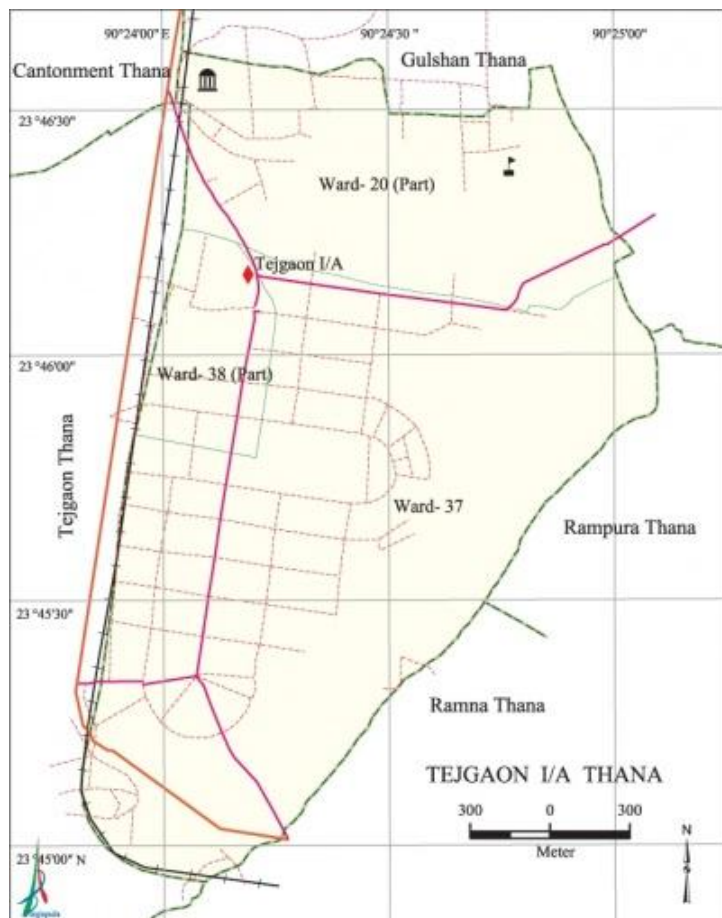 90°24'00" E
90°24'30"
90°25'00"
Cantonment Thana
Gulshan Thana
23°46'30"
Ward- 20 (Part)
Tejgaon I/A
23°46'00"
Ward- 38 (Part)
Tejgaon Thana
Ward- 37
Rampura Thana
23°45'30"
Ramna Thana
TEJGAON I/A THANA
300 0 300
Meter
N
S
23°45'00" N